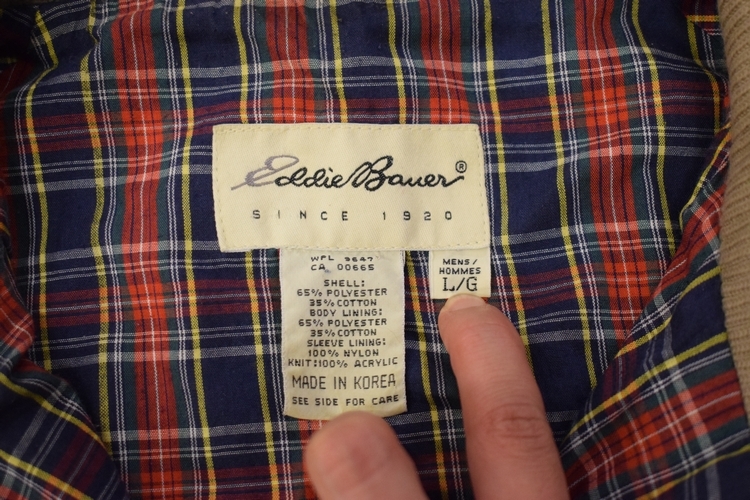 Eddie Bauer®
SINCE 1920
WPL 9647
CA 00665
SHELL:
65% POLYESTER
35% COTTON
BODY LINING:
65% POLYESTER
35% COTTON
SLEEVE LINING:
100% NYLON
KNIT:100% ACRYLIC
MADE IN KOREA
SEE SIDE FOR CARE
MENS/
HOMMES
L/G